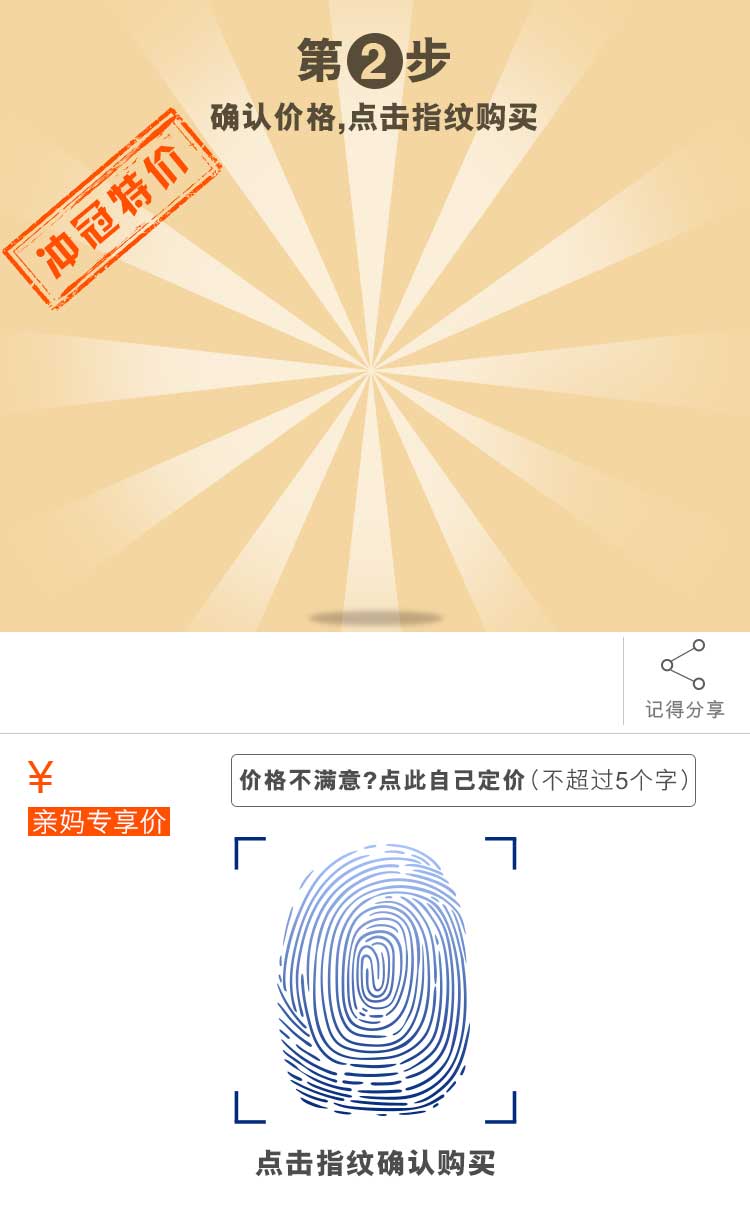 第2步
确认价格,点击指纹购买
冲冠特价
记得分享
¥
价格不满意?点此自己定价(不超过5个字)
亲妈专享价
点击指纹确认购买